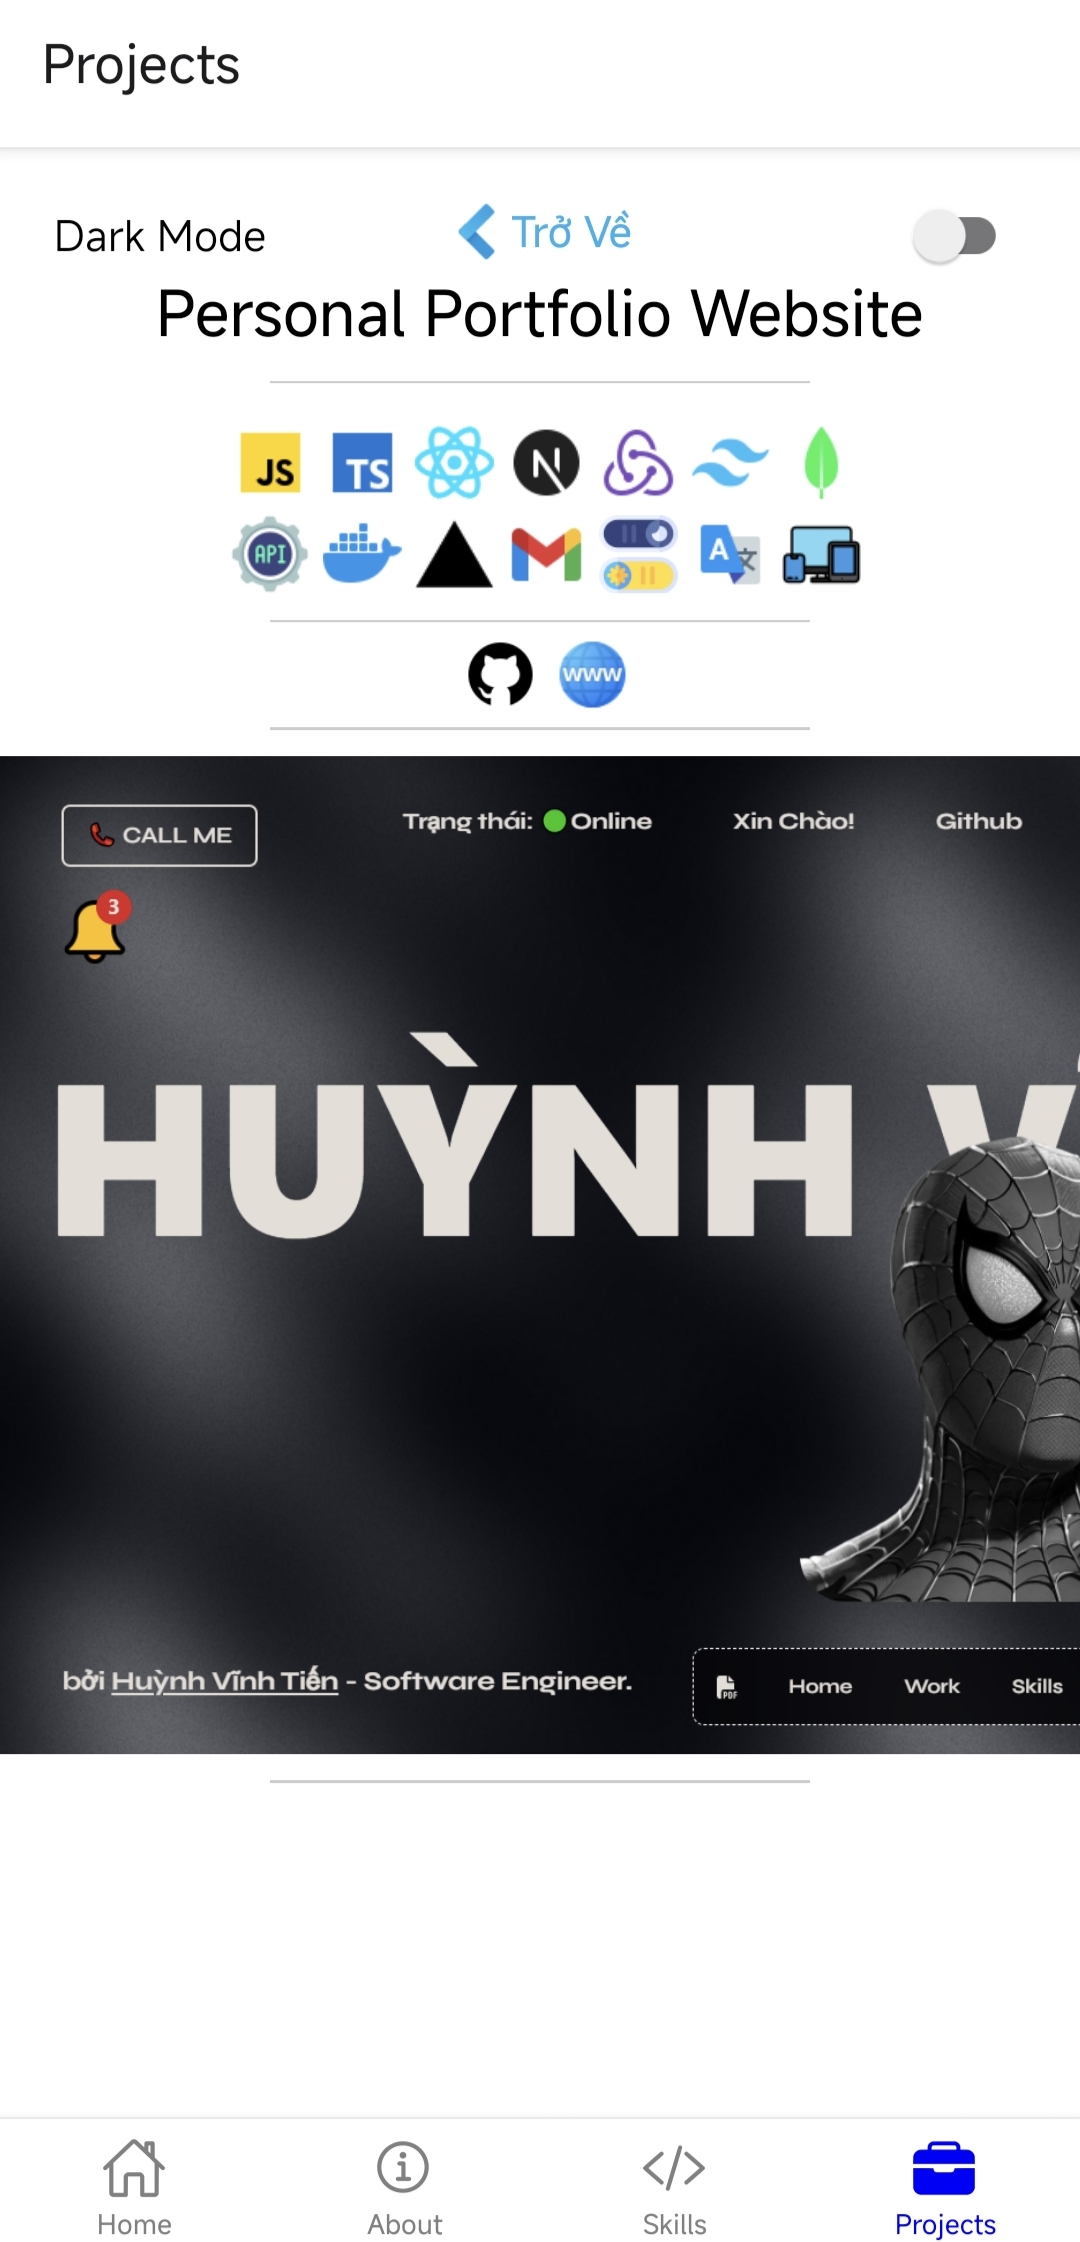 Projects
Dark Mode
Trở Về
Personal Portfolio Website
JS
TS
N
API
A
文
WWW
CALL ME
Trạng thái: Online
Xin Chào!
Github
3
HUỲNH V
bởi Huỳnh Vĩnh Tiến - Software Engineer.
PDF
Home
Work
Skills
Home
About
Skills
Projects